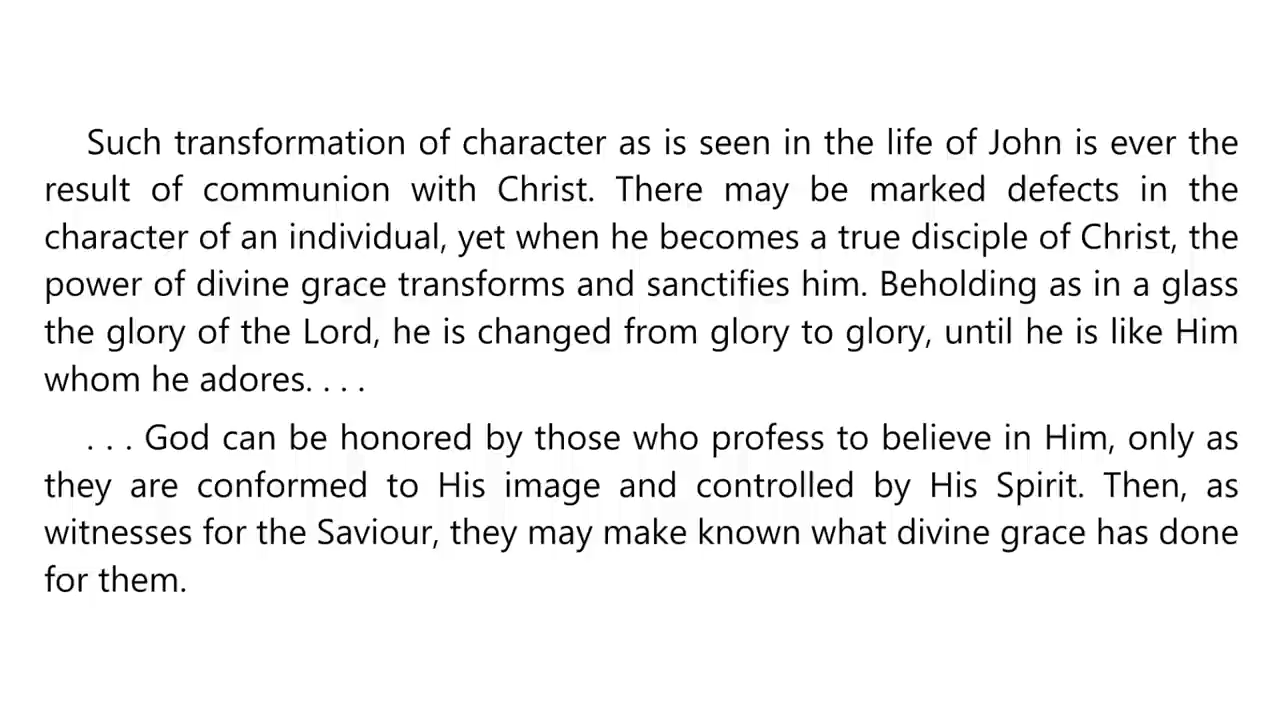 Such transformation of character as is seen in the life of John is ever the
result of communion with Christ. There may be marked defects in the
character of an individual, yet when he becomes a true disciple of Christ, the
power of divine grace transforms and sanctifies him. Beholding as in a glass
the glory of the Lord, he is changed from glory to glory, until he is like Him
whom he adores. . . .
. . . God can be honored by those who profess to believe in Him, only as
they are conformed to His image and controlled by His Spirit. Then, as
witnesses for the Saviour, they may make known what divine grace has done
for them.